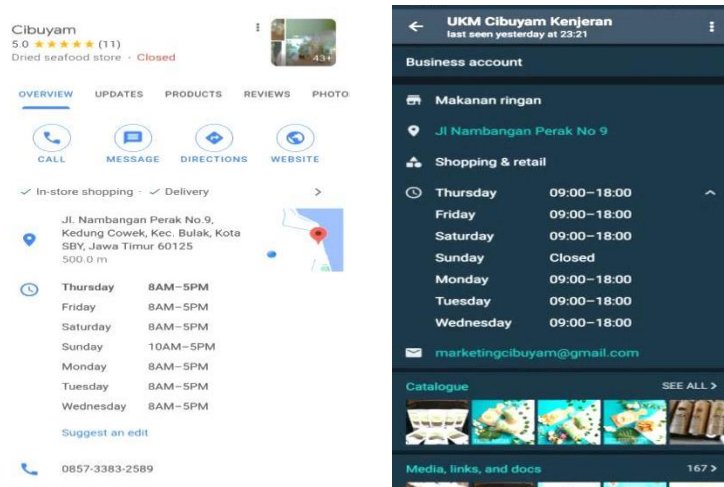 Cibuyam
5.0 ★★★★★ (11)
Dried seafood store · Closed
43+
OVERVIEW UPDATES PRODUCTS REVIEWS PHOTO
CALL MESSAGE DIRECTIONS WEBSITE
✓ In-store shopping · ✓ Delivery
Jl. Nambangan Perak No.9,
Kedung Cowek, Kec. Bulak, Kota
SBY, Jawa Timur 60125
500.0 m
Thursday 8AM–5PM
Friday 8AM–5PM
Saturday 8AM–5PM
Sunday 10AM–5PM
Monday 8AM–5PM
Tuesday 8AM–5PM
Wednesday 8AM–5PM
Suggest an edit
0857-3383-2589
UKM Cibuyam Kenjeran
last seen yesterday at 23:21
Business account
Makanan ringan
Jl Nambangan Perak No 9
Shopping & retail
Thursday 09:00–18:00
Friday 09:00–18:00
Saturday 09:00–18:00
Sunday Closed
Monday 09:00–18:00
Tuesday 09:00–18:00
Wednesday 09:00–18:00
marketingcibuyam@gmail.com
Catalogue SEE ALL >
Media, links, and docs 167 >